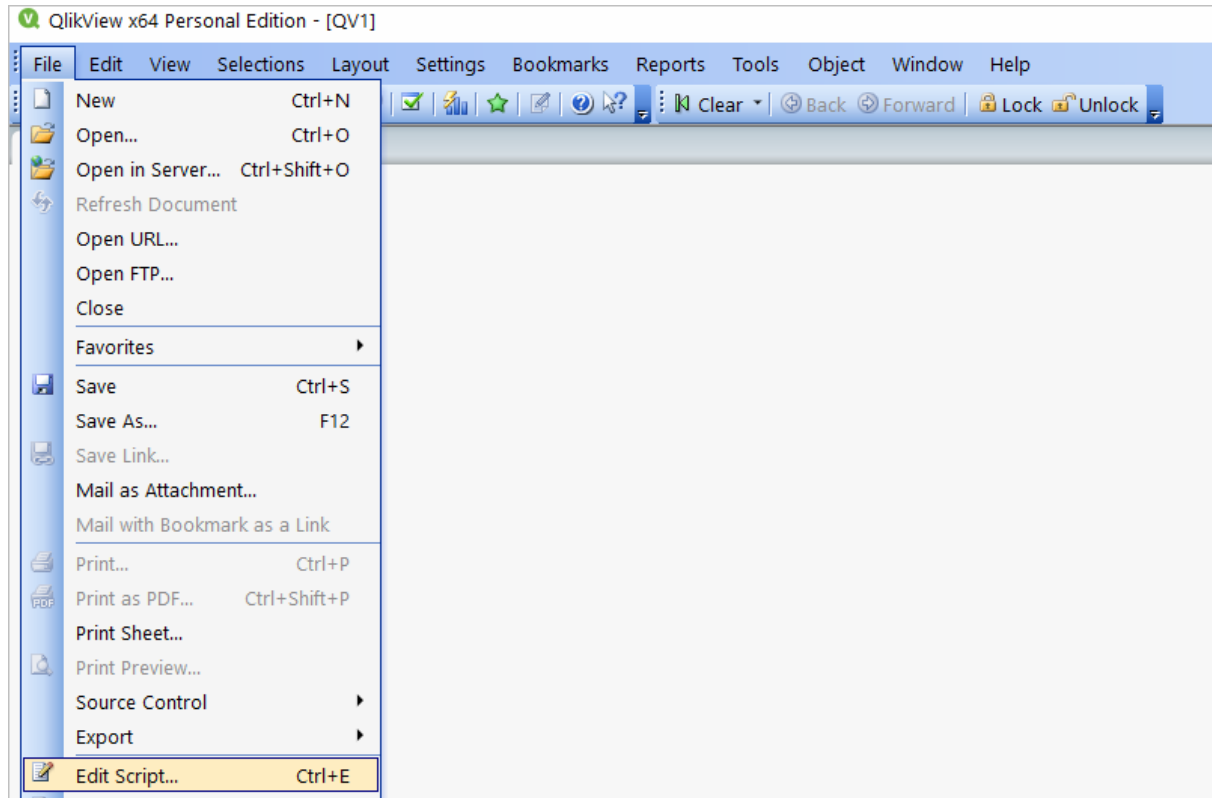 QlikView x64 Personal Edition - [QV1]
File Edit View Selections Layout Settings Bookmarks Reports Tools Object Window Help
Clear Back Forward Lock Unlock
New Ctrl+N
Open... Ctrl+O
Open in Server... Ctrl+Shift+O
Refresh Document
Open URL...
Open FTP...
Close
Favorites
Save Ctrl+S
Save As... F12
Save Link...
Mail as Attachment...
Mail with Bookmark as a Link
Print... Ctrl+P
Print as PDF... Ctrl+Shift+P
Print Sheet...
Print Preview...
Source Control
Export
Edit Script... Ctrl+E